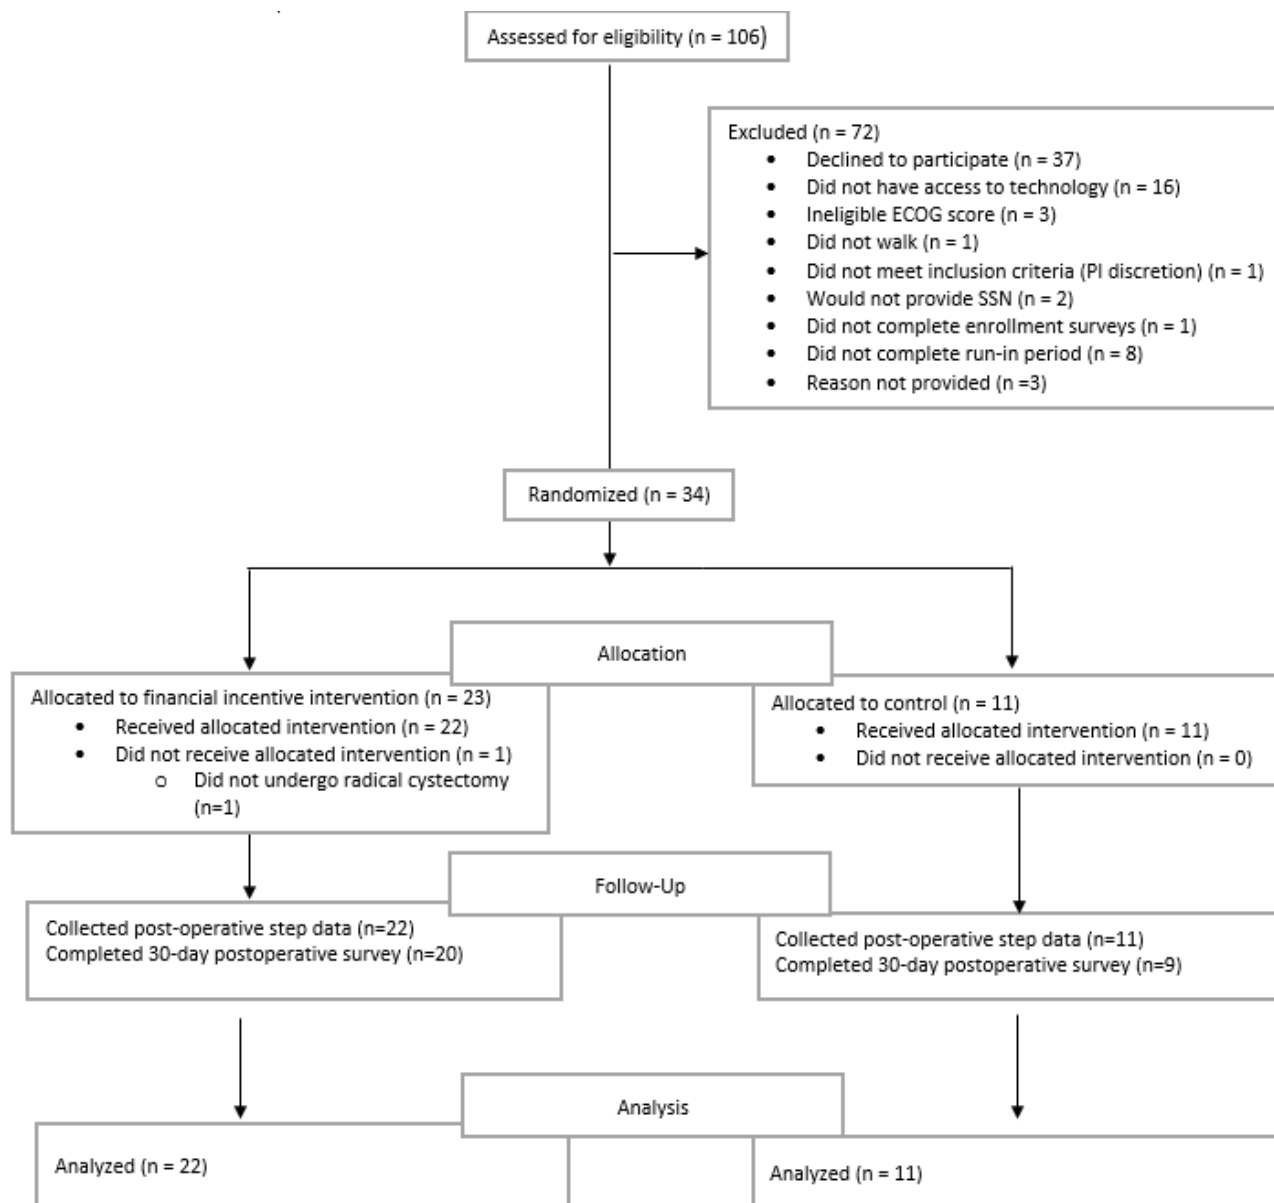 Assessed for eligibility (n = 106)
Excluded (n = 72)
• Declined to participate (n = 37)
• Did not have access to technology (n = 16)
• Ineligible ECOG score (n = 3)
• Did not walk (n = 1)
• Did not meet inclusion criteria (PI discretion) (n = 1)
• Would not provide SSN (n = 2)
• Did not complete enrollment surveys (n = 1)
• Did not complete run-in period (n = 8)
• Reason not provided (n =3)
Randomized (n = 34)
Allocation
Allocated to financial incentive intervention (n = 23)
• Received allocated intervention (n = 22)
• Did not receive allocated intervention (n = 1)
o Did not undergo radical cystectomy
(n=1)
Allocated to control (n = 11)
• Received allocated intervention (n = 11)
• Did not receive allocated intervention (n = 0)
Follow-Up
Collected post-operative step data (n=22)
Completed 30-day postoperative survey (n=20)
Collected post-operative step data (n=11)
Completed 30-day postoperative survey (n=9)
Analysis
Analyzed (n = 22)
Analyzed (n = 11)